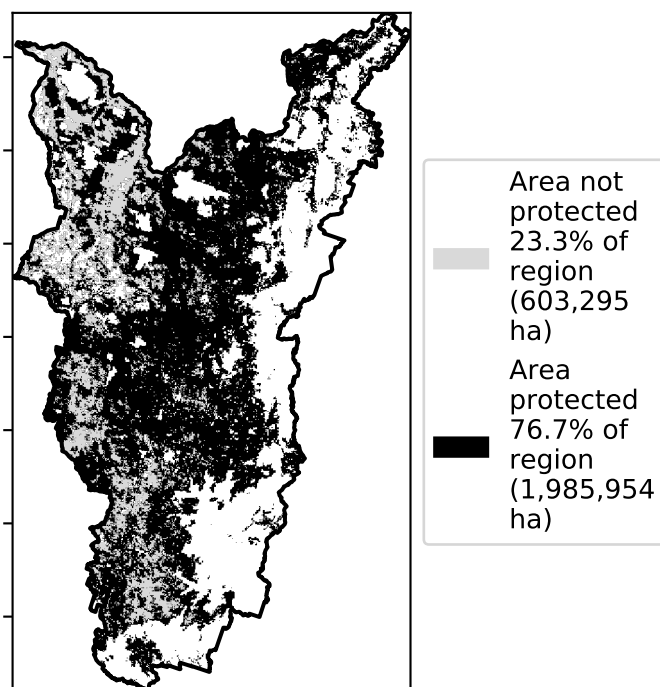 Area not
protected
23.3% of
region
(603,295
ha)
Area
protected
76.7% of
region
(1,985,954
ha)